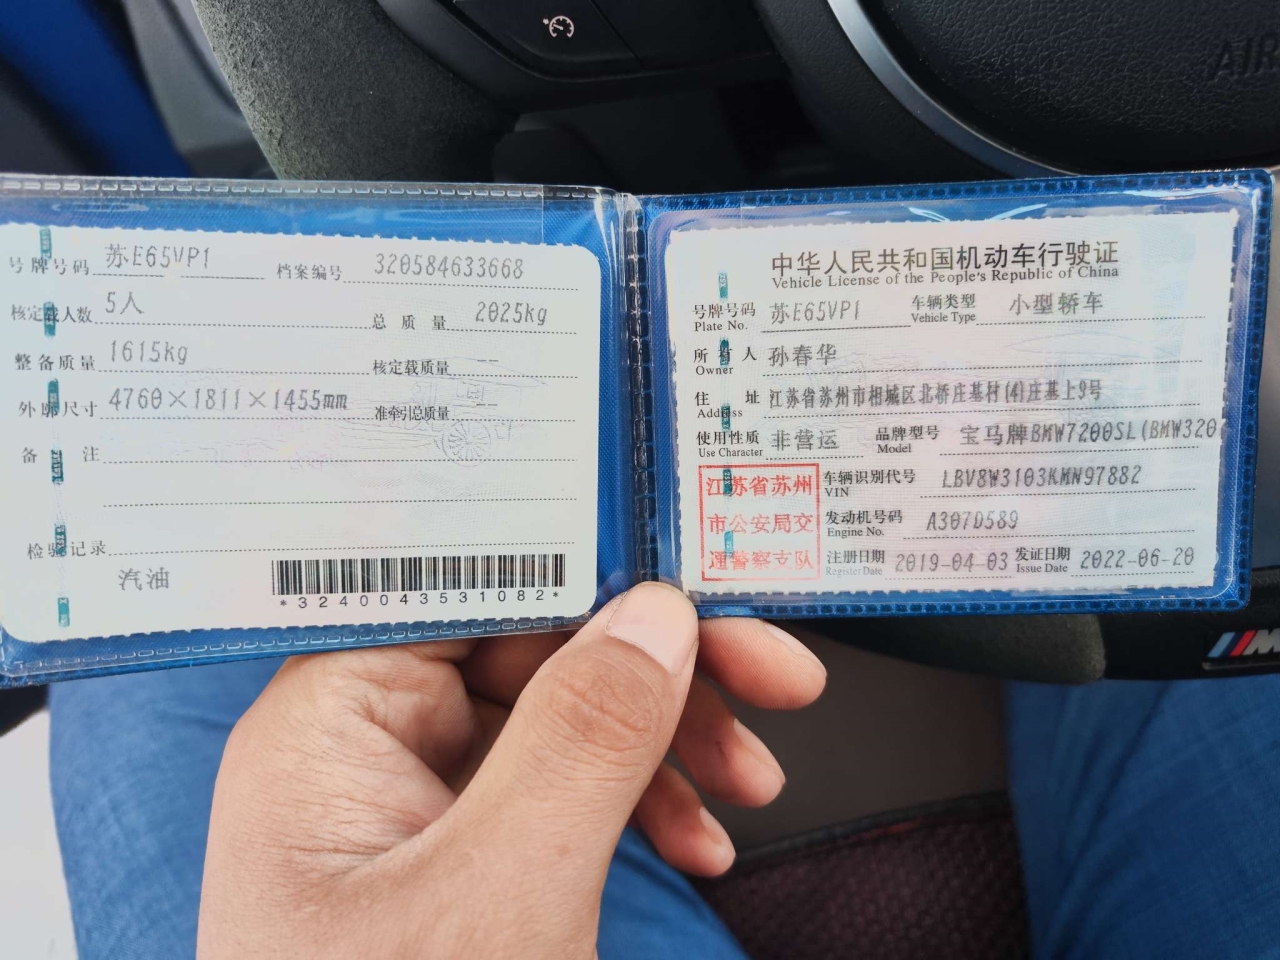 号牌号码 苏E65VP1 档案编号 320584633668
核定载人数 5人 总质量 2025kg
整备质量 1615kg 核定载质量 --
外廓尺寸 4760×1811×1455mm 准牵引总质量 --
备注
检验记录
汽油
*3240043531082*
中华人民共和国机动车行驶证
Vehicle License of the People's Republic of China
号牌号码 苏E65VP1 车辆类型 小型轿车
Plate No. Vehicle Type
所有人 孙春华
Owner
住址 江苏省苏州市相城区北桥庄基村(4)庄基上9号
Address
使用性质 非营运 品牌型号 宝马牌BMW7200SL(BMW320
Use Character Model
江苏省苏州
市公安局交
通警察支队
车辆识别代号 LBV8W3103KMN97882
VIN
发动机号码 A307D589
Engine No.
注册日期 2019-04-03 发证日期 2022-06-20
Register Date Issue Date
AIR
M